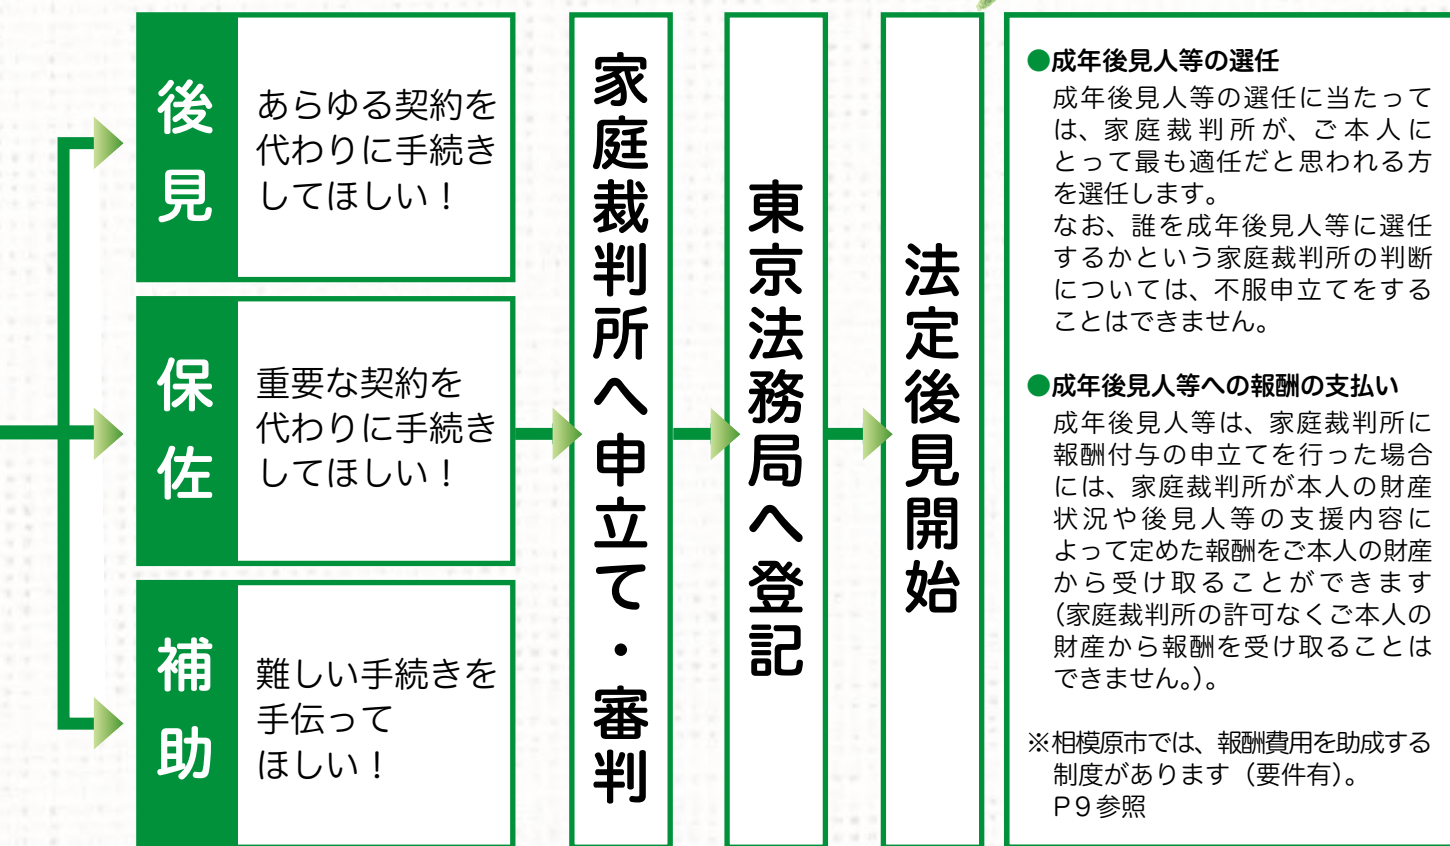 後見
あらゆる契約を
代わりに手続き
してほしい！
保佐
重要な契約を
代わりに手続き
してほしい！
補助
難しい手続きを
手伝って
ほしい！
家庭裁判所へ申立て・審判
東京法務局へ登記
法定後見開始
●成年後見人等の選任
成年後見人等の選任に当たって
は、家庭裁判所が、ご本人に
とって最も適任だと思われる方
を選任します。
なお、誰を成年後見人等に選任
するかという家庭裁判所の判断
については、不服申立てをする
ことはできません。
●成年後見人等への報酬の支払い
成年後見人等は、家庭裁判所に
報酬付与の申立てを行った場合
には、家庭裁判所が本人の財産
状況や後見人等の支援内容に
よって定めた報酬をご本人の財産
から受け取ることができます
（家庭裁判所の許可なくご本人の
財産から報酬を受け取ることは
できません。）。
※相模原市では、報酬費用を助成する
制度があります（要件有）。
P９参照